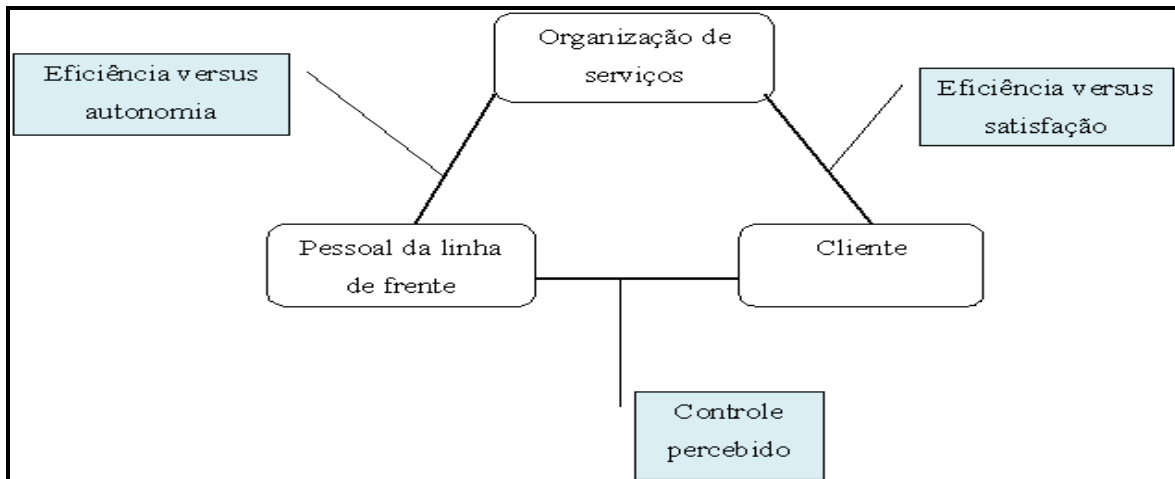 Organização de
serviços
Eficiência versus
autonomia
Eficiência versus
satisfação
Pessoal da linha
de frente
Cliente
Controle
percebido